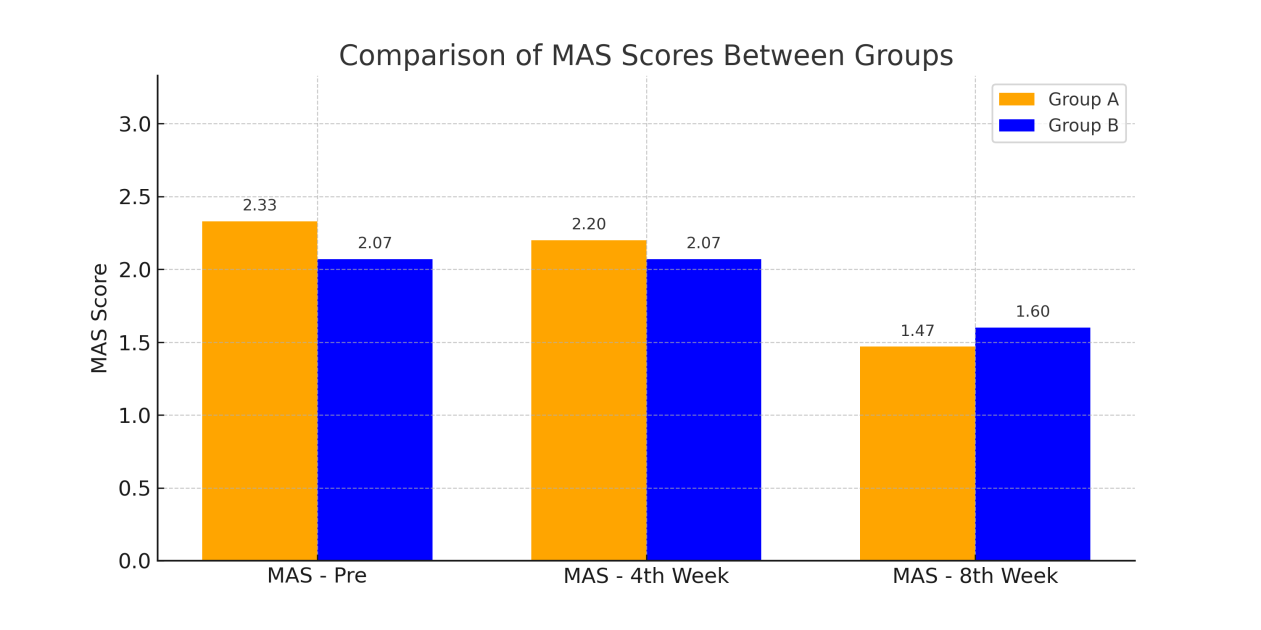 Comparison of MAS Scores Between Groups
Group A
Group B
MAS Score
3.0
2.5
2.0
1.5
1.0
0.5
0.0
2.33
2.07
2.20
2.07
1.47
1.60
MAS - Pre
MAS - 4th Week
MAS - 8th Week